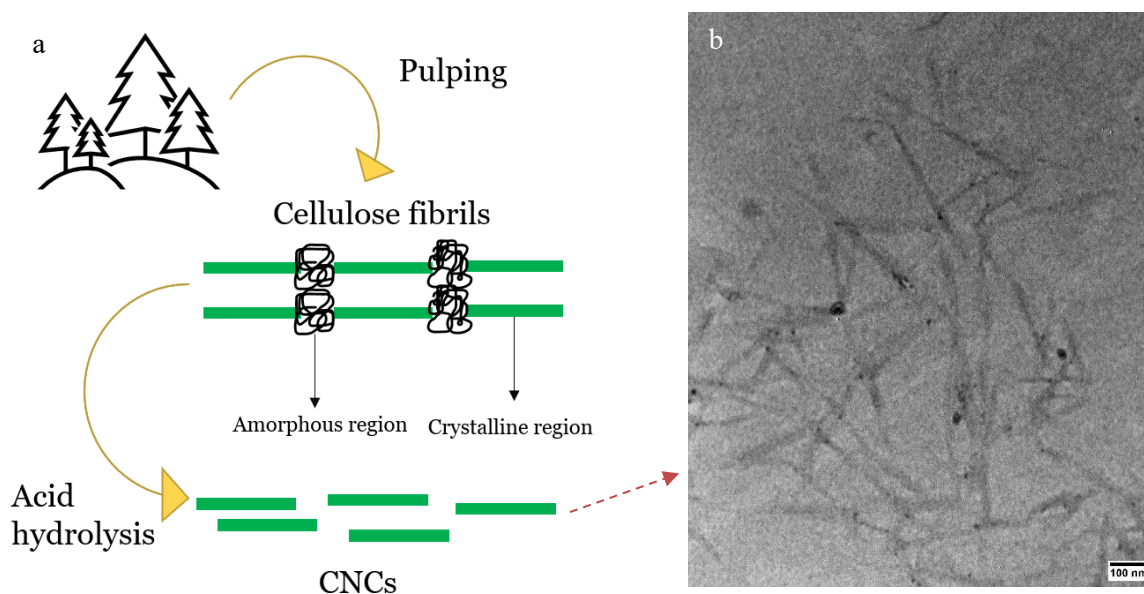 a
Pulping
Cellulose fibrils
Amorphous region
Crystalline region
Acid
hydrolysis
CNCs
b
100 nm